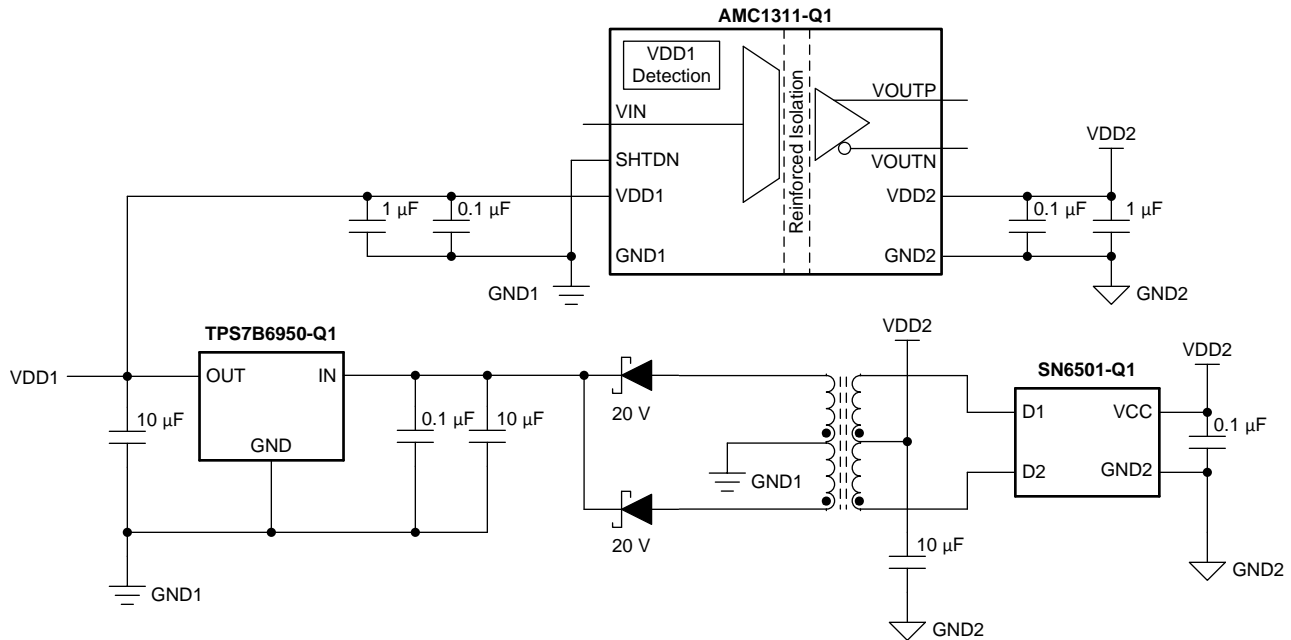 AMC1311-Q1
VDD1
Detection
Reinforced Isolation
VOUTP
VIN
VDD2
VOUTN
SHTDN
1 µF
0.1 µF
VDD1
VDD2
0.1 µF
1 µF
GND1
GND2
GND1
GND2
TPS7B6950-Q1
VDD2
VDD2
SN6501-Q1
VDD1
OUT
IN
20 V
D1
VCC
10 µF
0.1 µF
10 µF
0.1 µF
GND
GND1
D2
GND2
20 V
10 µF
GND1
GND2
GND2